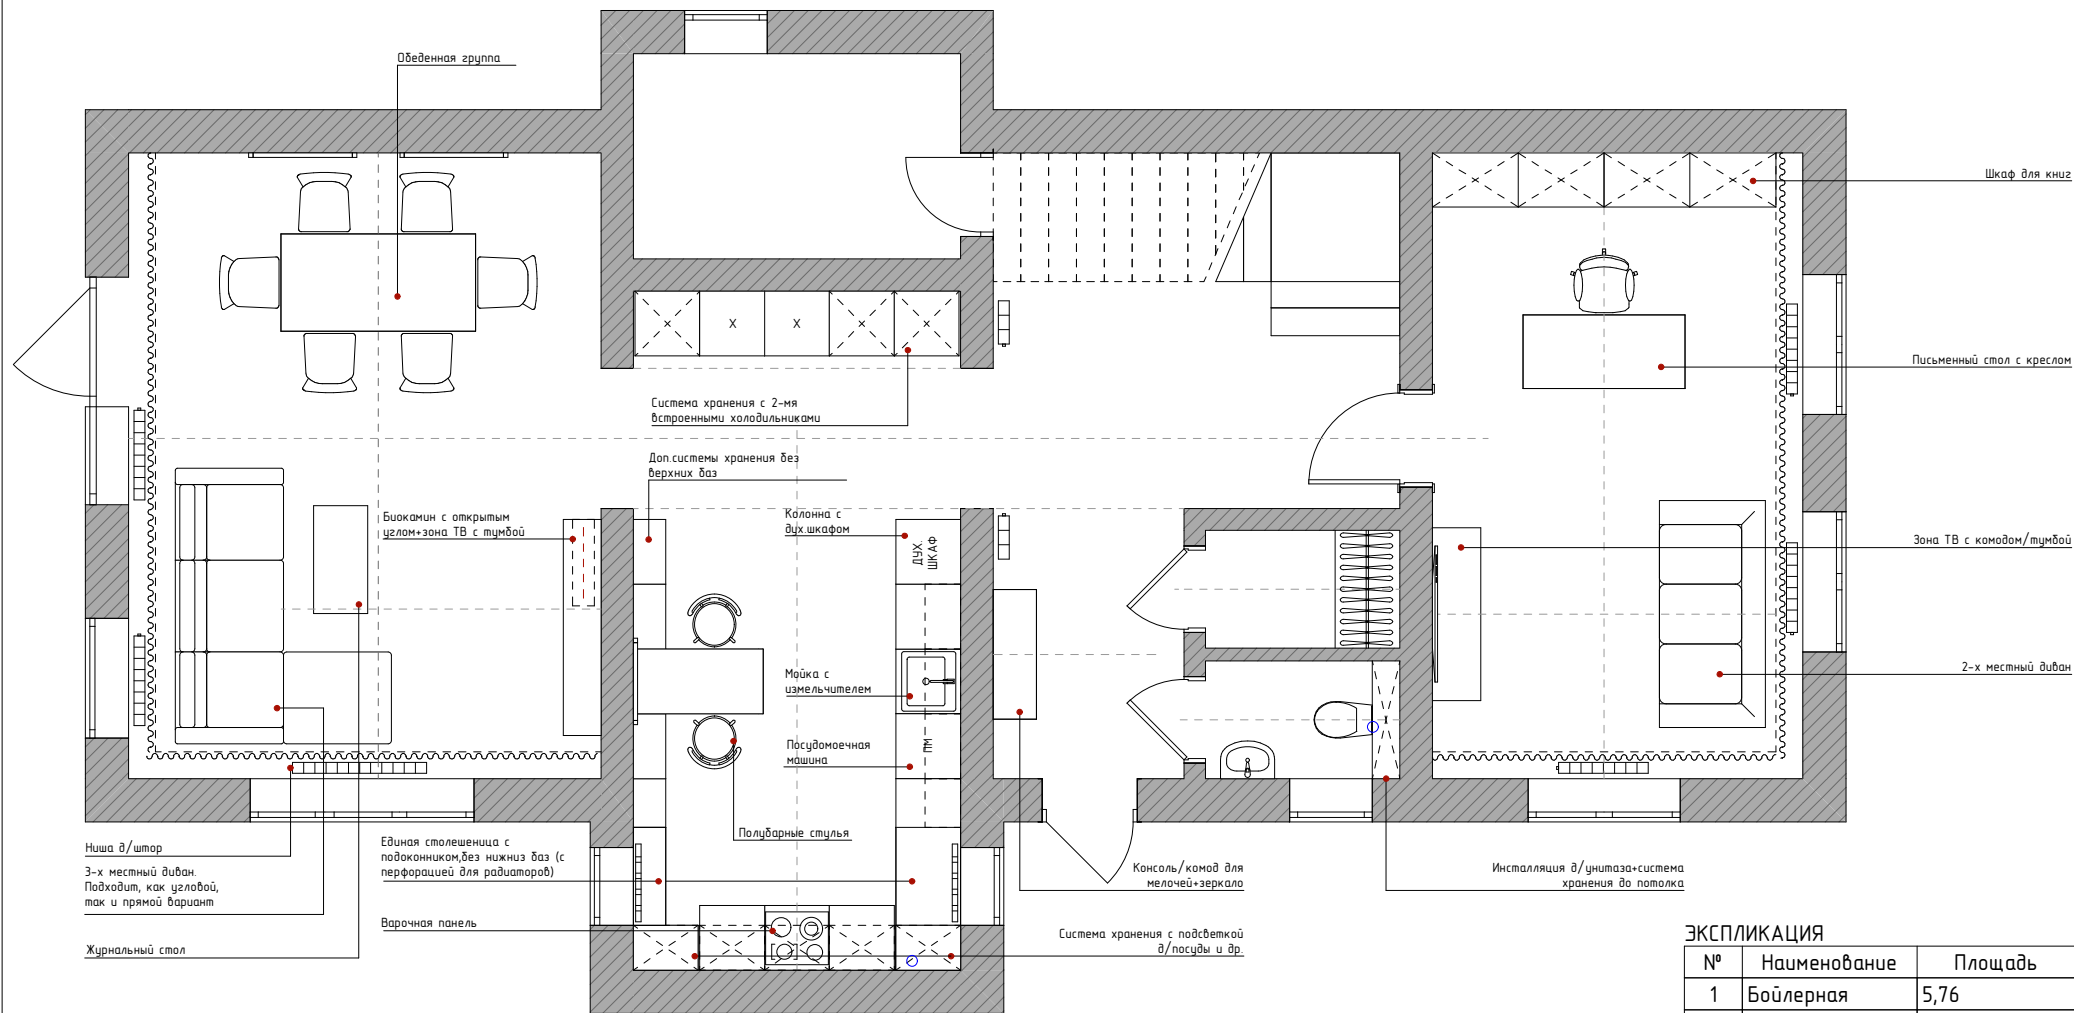 Обеденная группа
Шкаф для книг
Письменный стол с креслом
Система хранения с 2-мя
встроенными холодильниками
X
X
Доп.системы хранения без
верхних баз
Биокамин с открытым
углом+зона ТВ с тумбой
Колонна с
дух.шкафом
ДУХ.
ШКАФ
Зона ТВ с комодом/тумбой
Мойка с
измельчителем
2-х местный диван
Посудомоечная
машина
ПМ
Полубарные стулья
Ниша д/штор
3-х местный диван.
Подходит, как угловой,
так и прямой вариант
Журнальный стол
Единая столешеница с
подоконником,без нижниз баз (с
перфорацией для радиаторов)
Варочная панель
Консоль/комод для
мелочей+зеркало
Система хранения с подсветкой
д/посуды и др.
Инсталляция д/унитаза+система
хранения до потолка
ЭКСПЛИКАЦИЯ
№ Наименование Площадь
1 Бойлерная 5,76